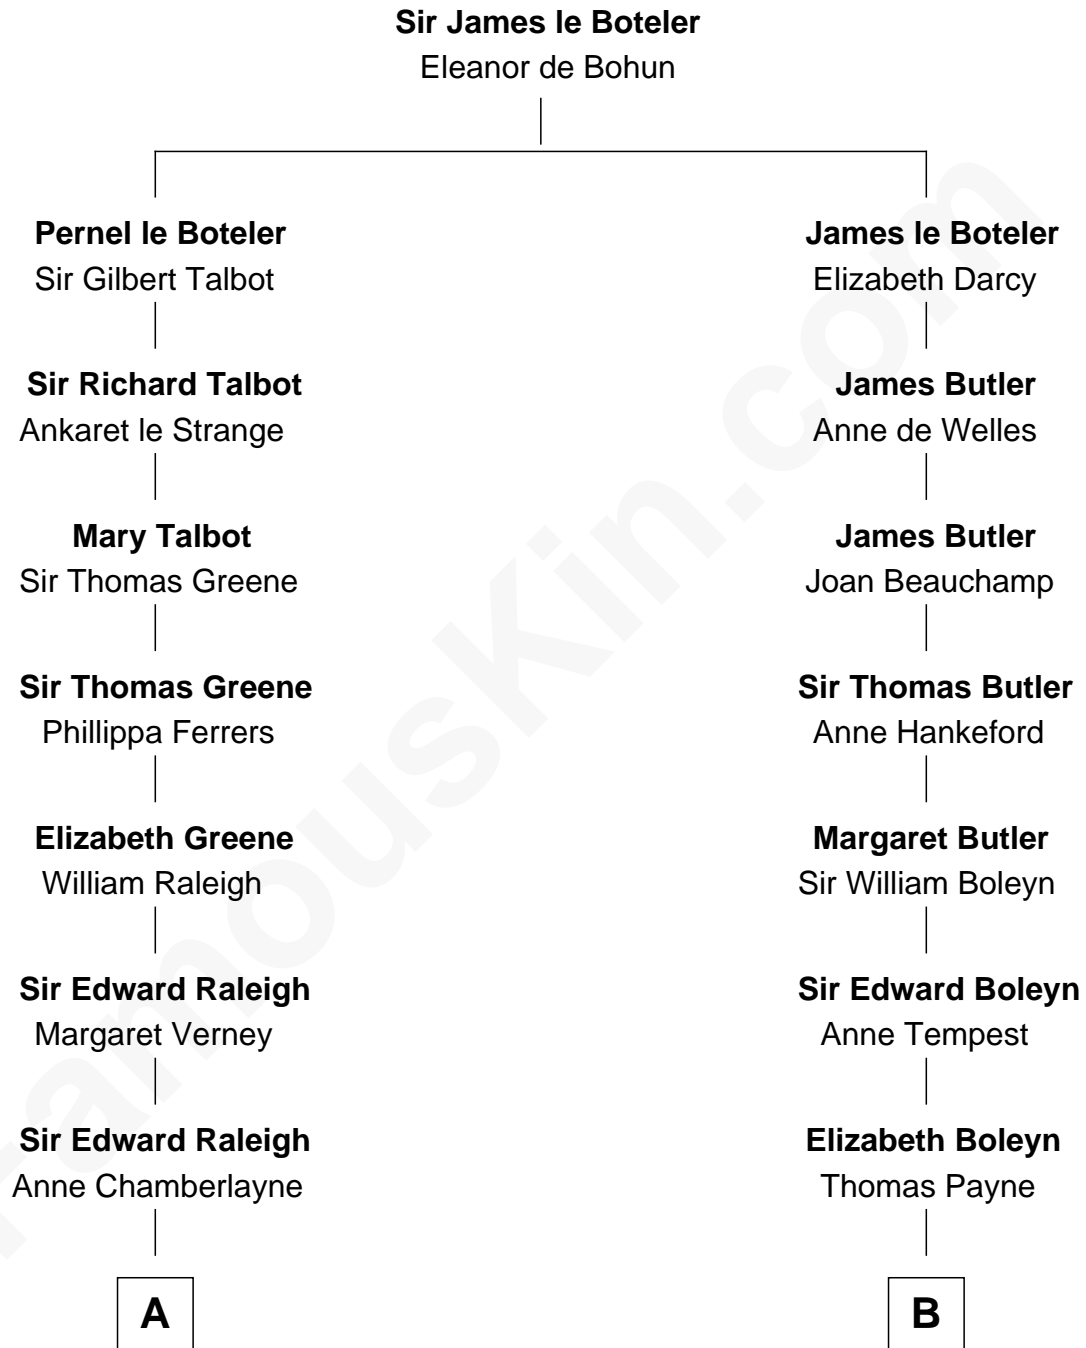 Sir James le Boteler
Eleanor de Bohun
Pernel le Boteler
Sir Gilbert Talbot
James le Boteler
Elizabeth Darcy
Sir Richard Talbot
Ankaret le Strange
James Butler
Anne de Welles
Mary Talbot
Sir Thomas Greene
James Butler
Joan Beauchamp
Sir Thomas Greene
Phillippa Ferrers
Sir Thomas Butler
Anne Hankeford
Elizabeth Greene
William Raleigh
Margaret Butler
Sir William Boleyn
Sir Edward Raleigh
Margaret Verney
Sir Edward Boleyn
Anne Tempest
Sir Edward Raleigh
Anne Chamberlayne
Elizabeth Boleyn
Thomas Payne
A
B
FamousKin.com